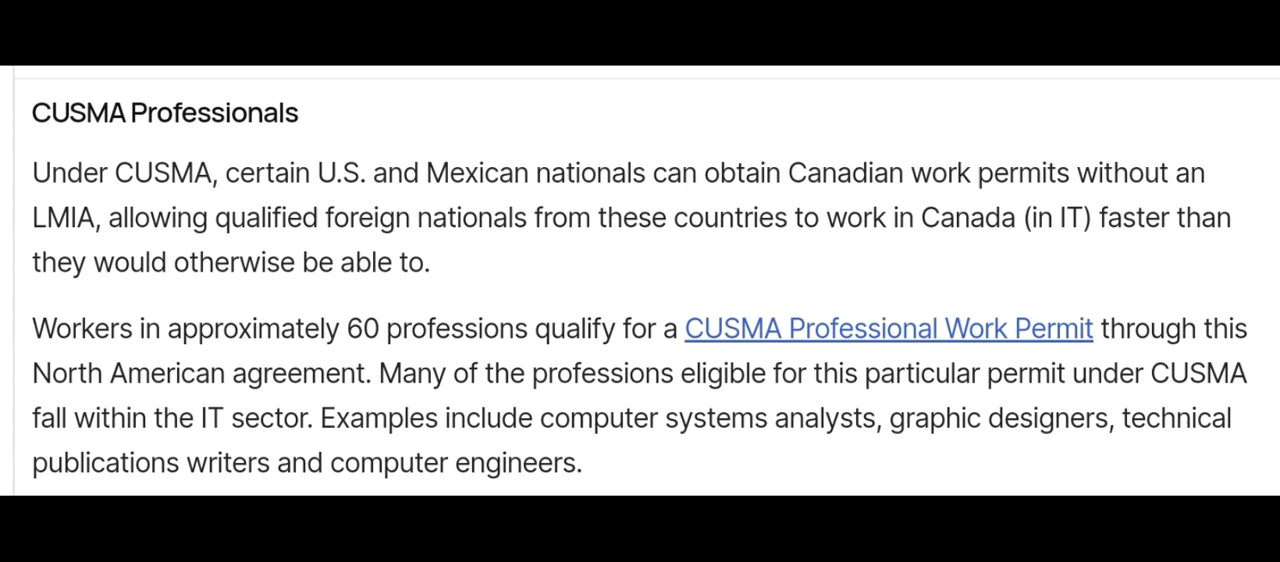 CUSMA Professionals
Under CUSMA, certain U.S. and Mexican nationals can obtain Canadian work permits without an
LMIA, allowing qualified foreign nationals from these countries to work in Canada (in IT) faster than
they would otherwise be able to.
Workers in approximately 60 professions qualify for a CUSMA Professional Work Permit through this
North American agreement. Many of the professions eligible for this particular permit under CUSMA
fall within the IT sector. Examples include computer systems analysts, graphic designers, technical
publications writers and computer engineers.